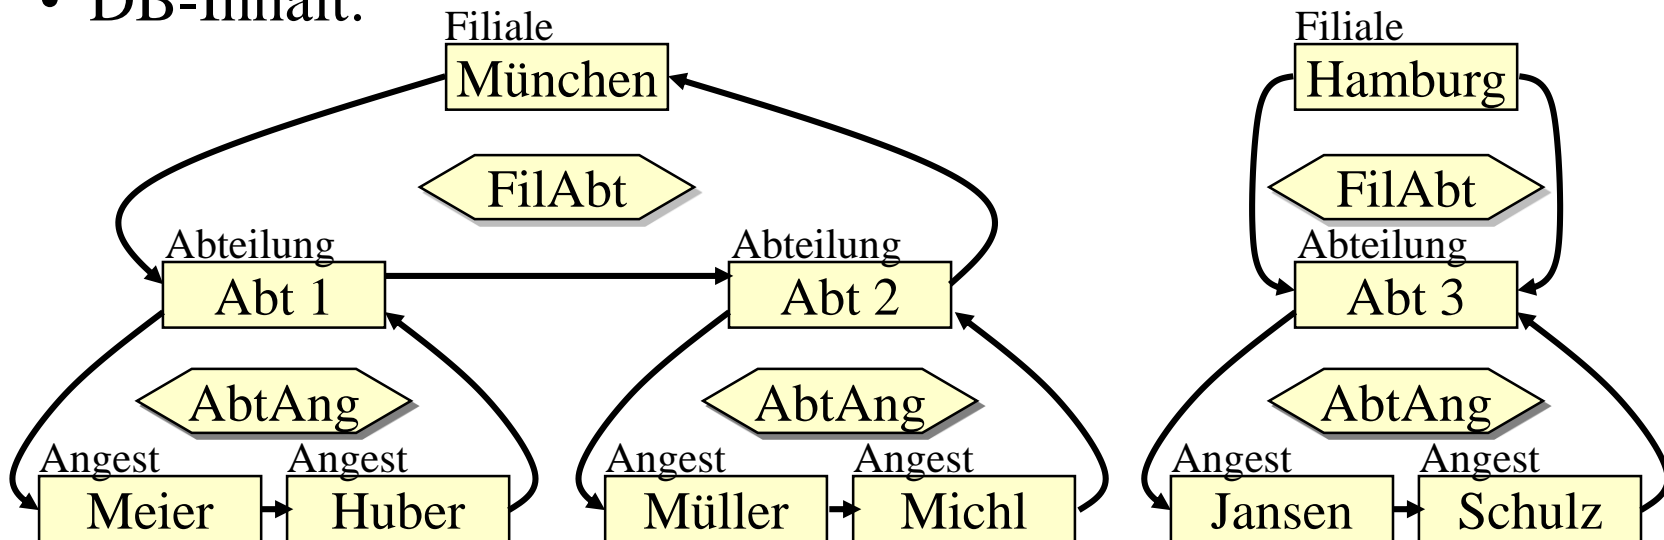 • DB-Inhalt:
Filiale Filiale
München Hamburg
FilAbt FilAbt
Abteilung Abteilung Abteilung
Abt 1 Abt 2 Abt 3
AbtAng AbtAng AbtAng
Angest Angest Angest Angest Angest Angest
Meier Huber Müller Michl Jansen Schulz